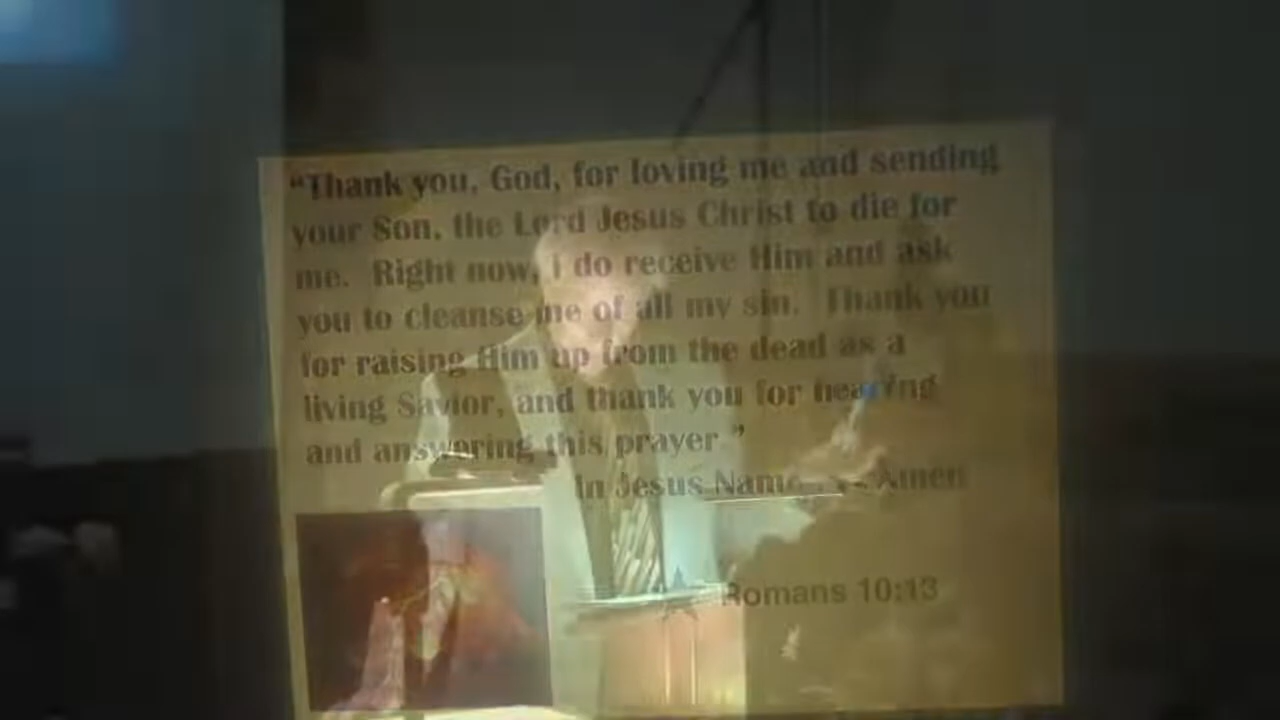 “Thank you, God, for loving me and sending
your Son, the Lord Jesus Christ to die for
me. Right now, I do receive Him and ask
you to cleanse me of all my sin. Thank you
for raising Him up from the dead as a
living Savior, and thank you for hearing
and answering this prayer.”
In Jesus Name Amen
Romans 10:13